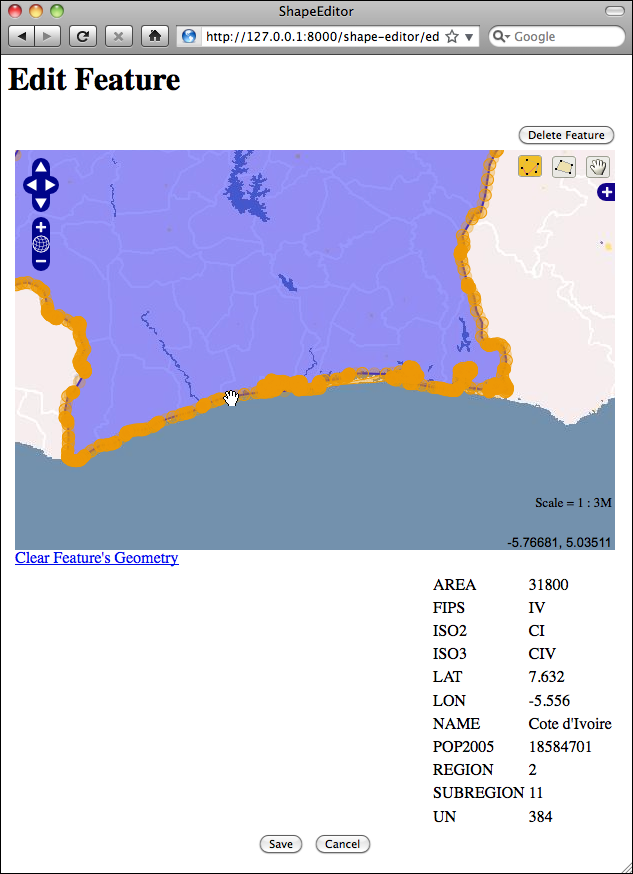 ShapeEditor
http://127.0.0.1:8000/shape-editor/ed
Google
Edit Feature
Delete Feature
Scale = 1 : 3M
-5.76681, 5.03511
Clear Feature's Geometry
AREA 31800
FIPS IV
ISO2 CI
ISO3 CIV
LAT 7.632
LON -5.556
NAME Cote d'Ivoire
POP2005 18584701
REGION 2
SUBREGION 11
UN 384
Save Cancel